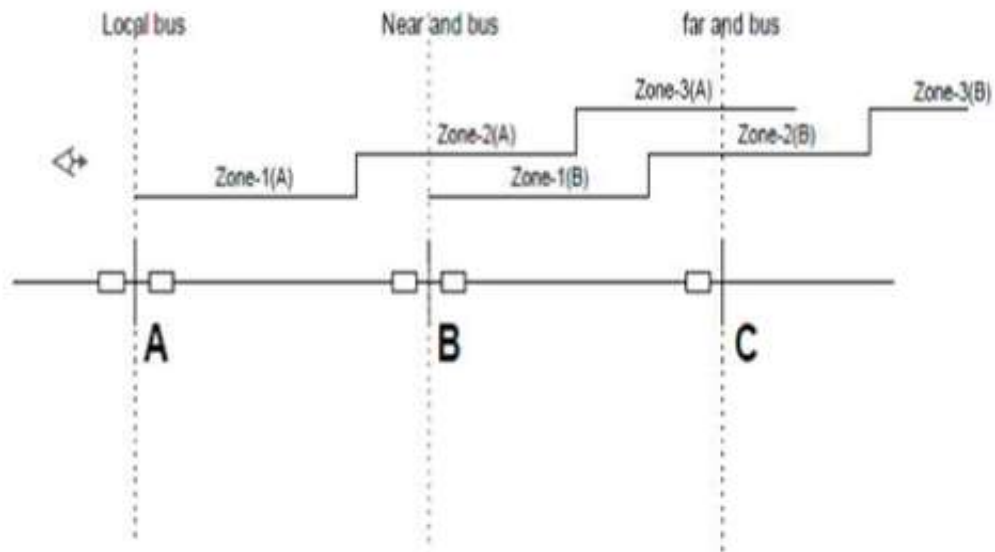 Local bus
Near and bus
far and bus
Zone-3(A)
Zone-3(B)
Zone-2(A)
Zone-2(B)
Zone-1(A)
Zone-1(B)
A
B
C